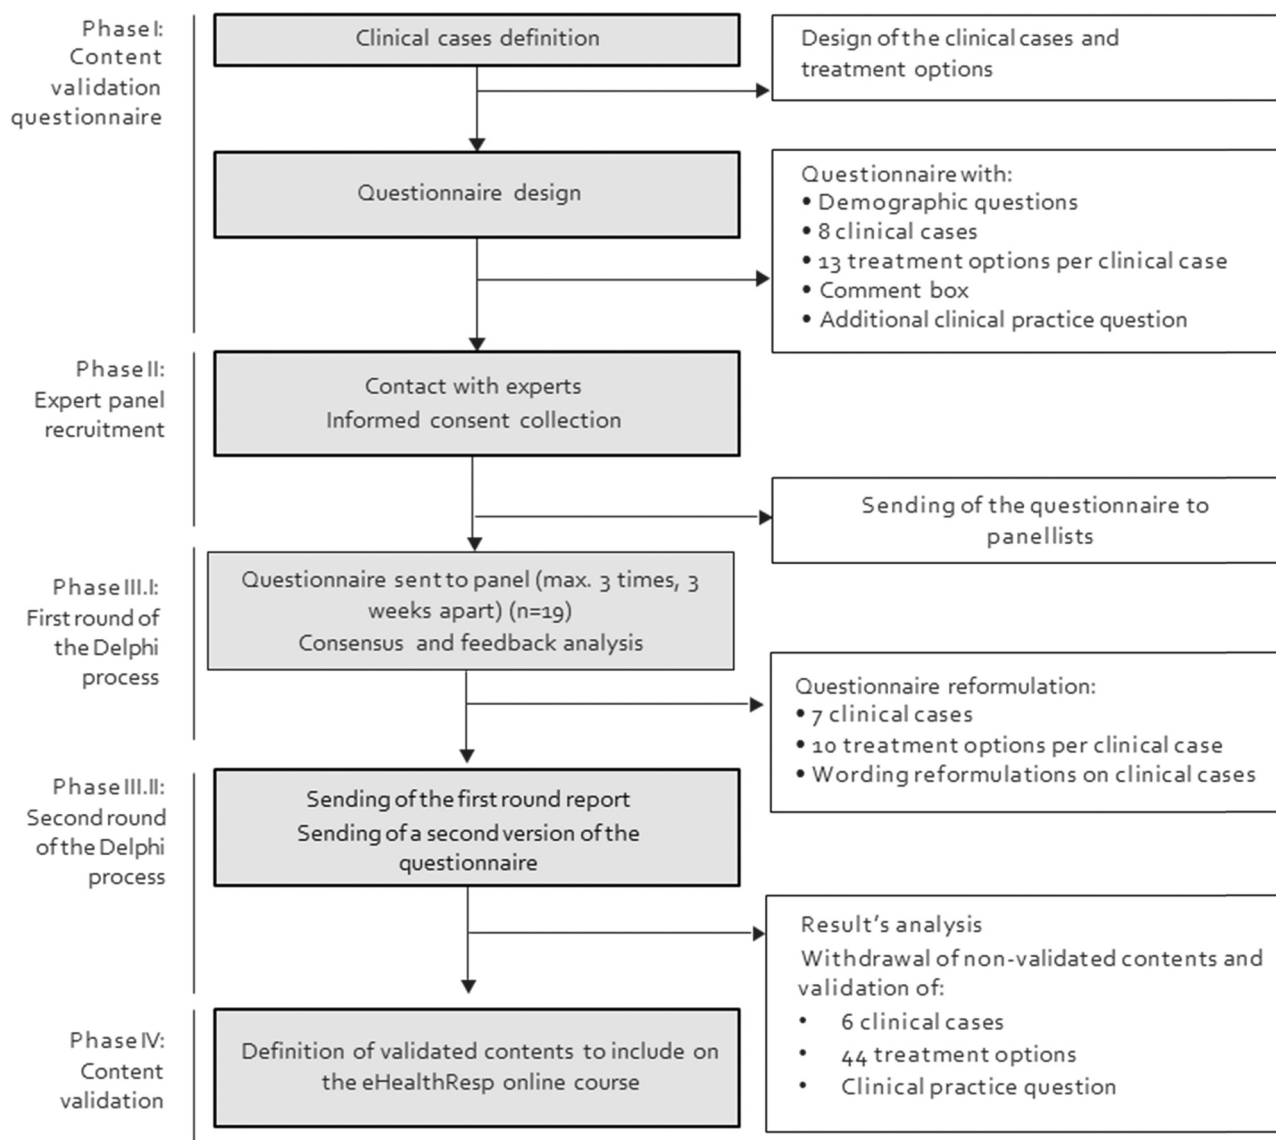 Phase I:
Content
validation
questionnaire
Clinical cases definition
Design of the clinical cases and
treatment options
Questionnaire design
Questionnaire with:
• Demographic questions
• 8 clinical cases
• 13 treatment options per clinical case
• Comment box
• Additional clinical practice question
Phase II:
Expert panel
recruitment
Contact with experts
Informed consent collection
Sending of the questionnaire to
panellists
Phase III.I:
First round of
the Delphi
process
Questionnaire sent to panel (max. 3 times, 3
weeks apart) (n=19)
Consensus and feedback analysis
Questionnaire reformulation:
• 7 clinical cases
• 10 treatment options per clinical case
• Wording reformulations on clinical cases
Phase III.II:
Second round
of the Delphi
process
Sending of the first round report
Sending of a second version of the
questionnaire
Result's analysis
Withdrawal of non-validated contents and
validation of:
• 6 clinical cases
• 44 treatment options
• Clinical practice question
Phase IV:
Content
validation
Definition of validated contents to include on
the eHealthResp online course